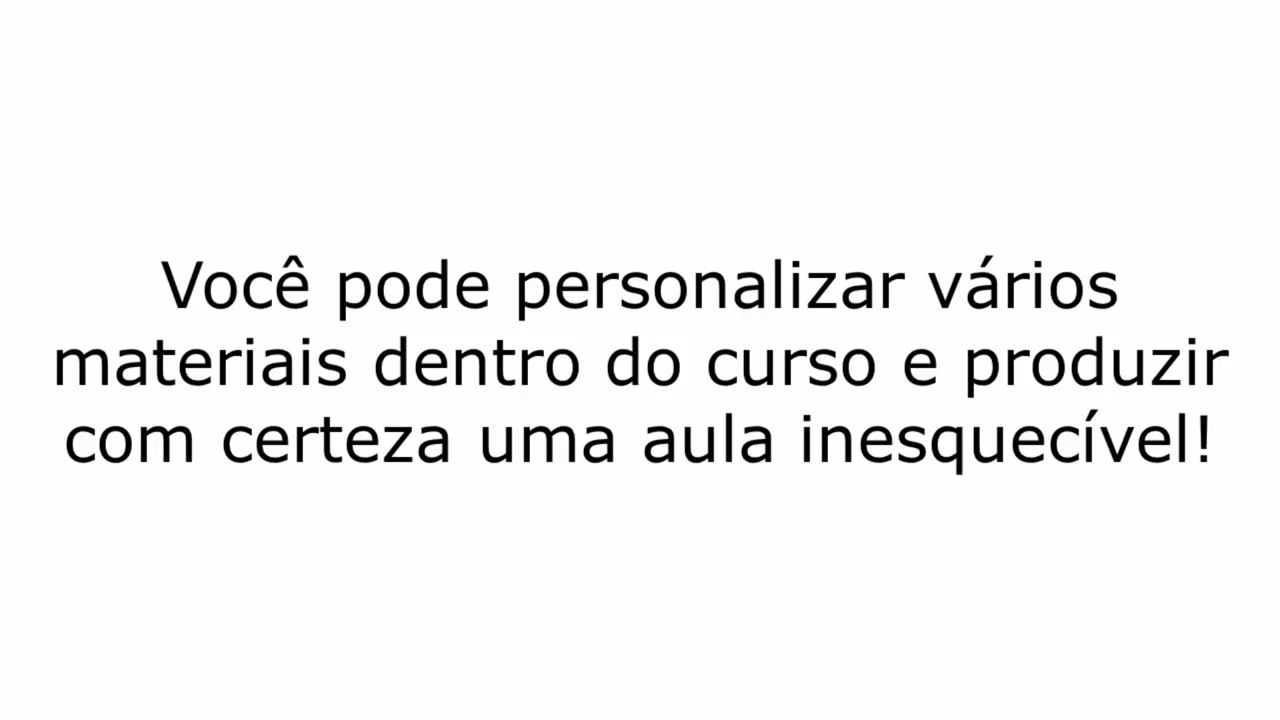 Você pode personalizar vários
materiais dentro do curso e produzir
com certeza uma aula inesquecível!